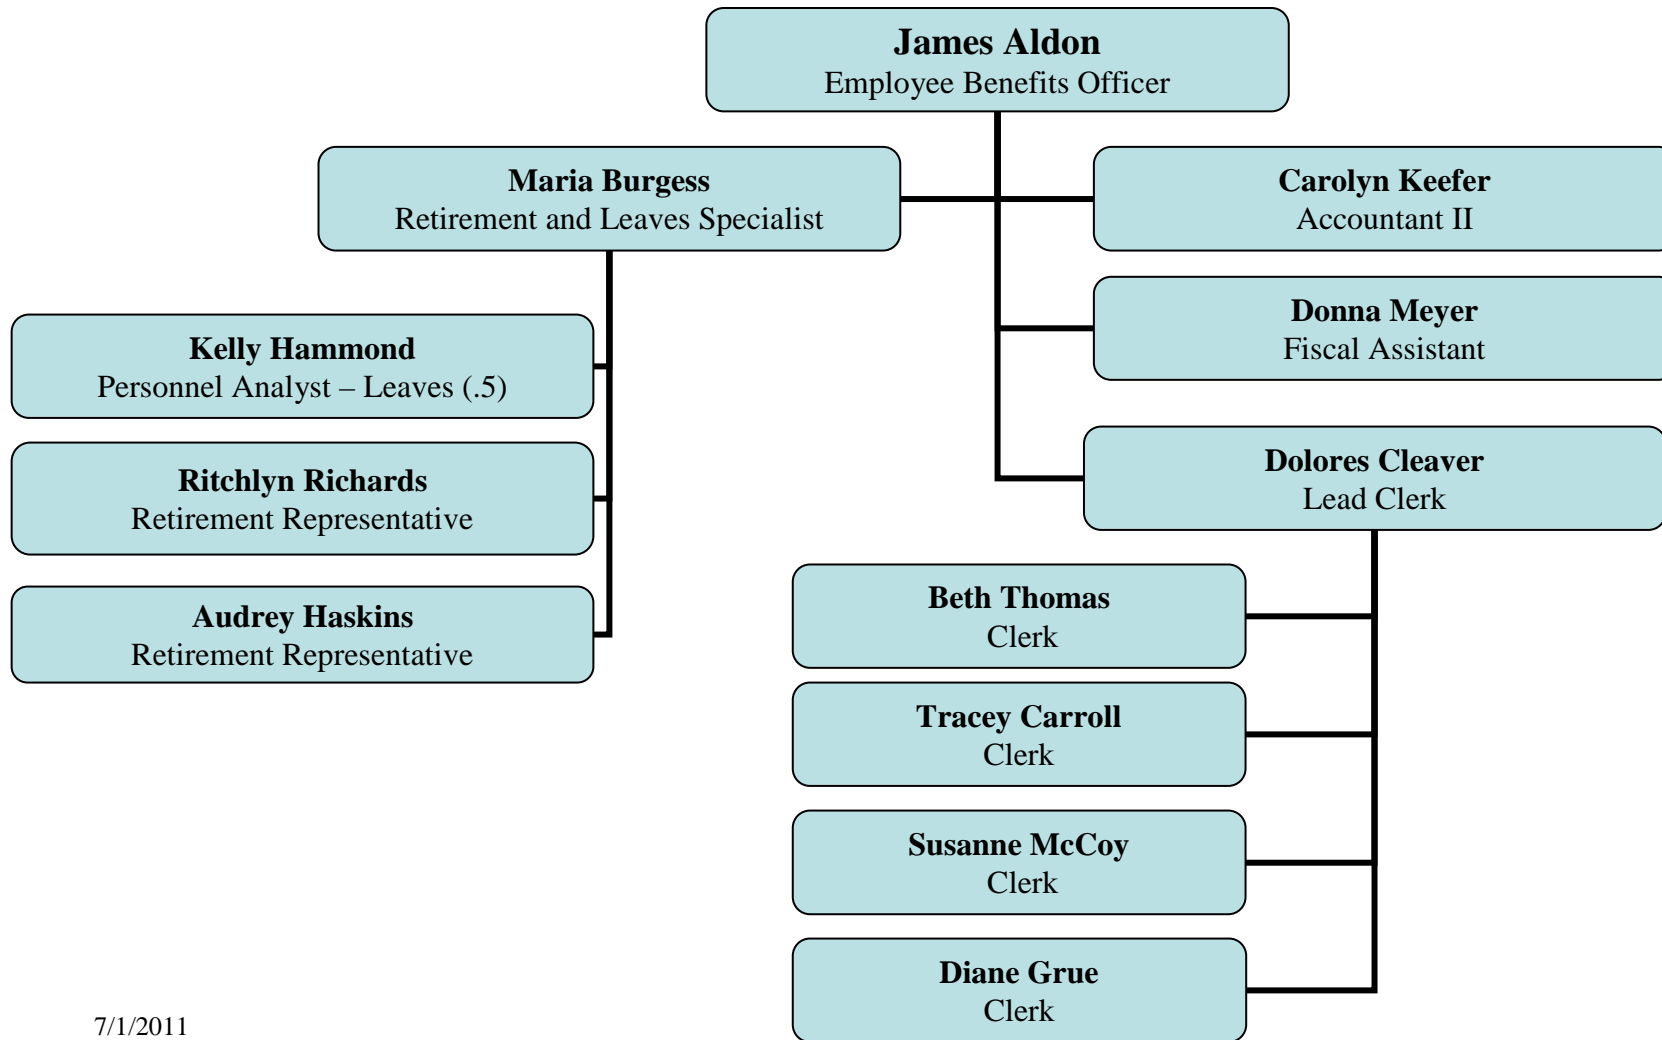 James Aldon
Employee Benefits Officer
Maria Burgess
Retirement and Leaves Specialist
Carolyn Keefer
Accountant II
Donna Meyer
Fiscal Assistant
Kelly Hammond
Personnel Analyst – Leaves (.5)
Ritchlyn Richards
Retirement Representative
Audrey Haskins
Retirement Representative
Dolores Cleaver
Lead Clerk
Beth Thomas
Clerk
Tracey Carroll
Clerk
Susanne McCoy
Clerk
Diane Grue
Clerk
7/1/2011